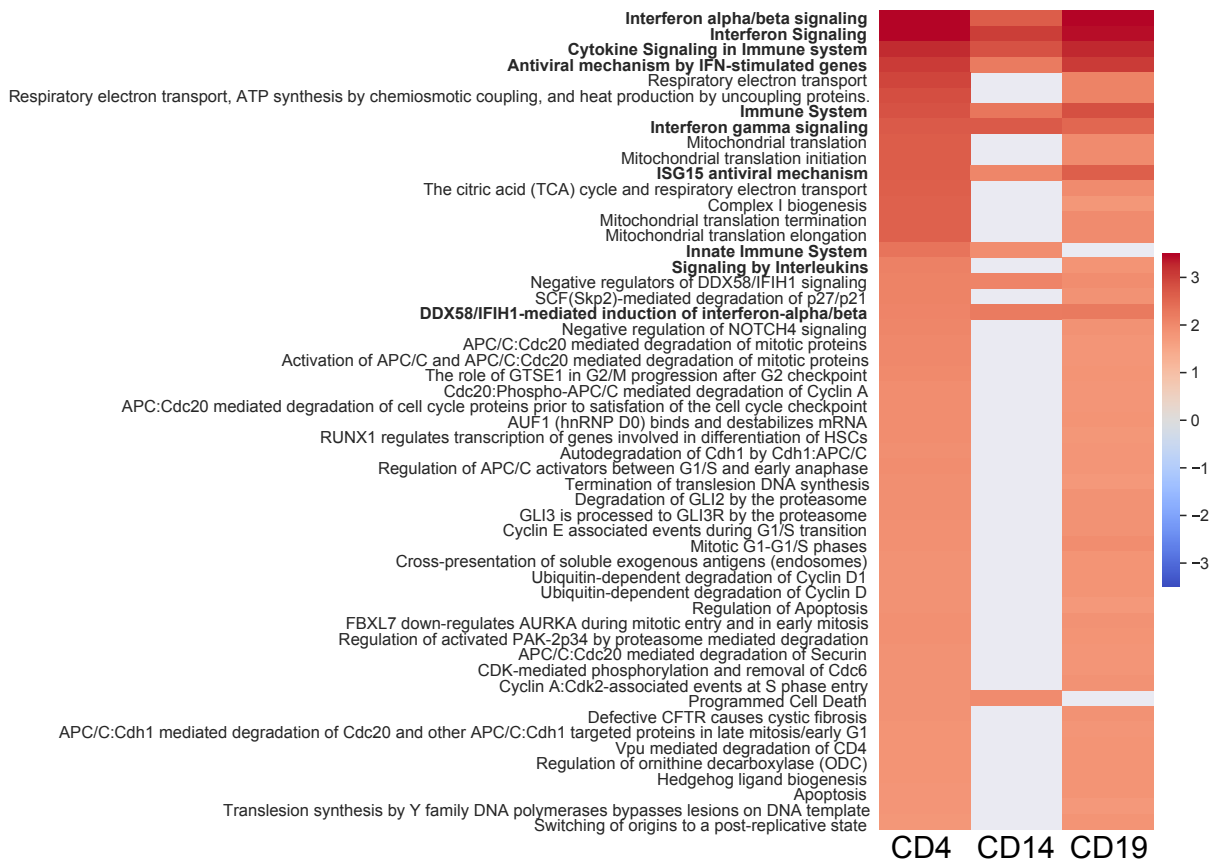 Interferon alpha/beta signaling
Interferon Signaling
Cytokine Signaling in Immune system
Antiviral mechanism by IFN-stimulated genes
Respiratory electron transport
Respiratory electron transport, ATP synthesis by chemiosmotic coupling, and heat production by uncoupling proteins.
Immune System
Interferon gamma signaling
Mitochondrial translation
Mitochondrial translation initiation
ISG15 antiviral mechanism
The citric acid (TCA) cycle and respiratory electron transport
Complex I biogenesis
Mitochondrial translation termination
Mitochondrial translation elongation
Innate Immune System
Signaling by Interleukins
Negative regulators of DDX58/IFIH1 signaling
SCF(Skp2)-mediated degradation of p27/p21
DDX58/IFIH1-mediated induction of interferon-alpha/beta
Negative regulation of NOTCH4 signaling
APC/C:Cdc20 mediated degradation of mitotic proteins
Activation of APC/C and APC/C:Cdc20 mediated degradation of mitotic proteins
The role of GTSE1 in G2/M progression after G2 checkpoint
Cdc20:Phospho-APC/C mediated degradation of Cyclin A
APC:Cdc20 mediated degradation of cell cycle proteins prior to satisfation of the cell cycle checkpoint
AUF1 (hnRNP D0) binds and destabilizes mRNA
RUNX1 regulates transcription of genes involved in differentiation of HSCs
Autodegradation of Cdh1 by Cdh1:APC/C
Regulation of APC/C activators between G1/S and early anaphase
Termination of translesion DNA synthesis
Degradation of GLI2 by the proteasome
GLI3 is processed to GLI3R by the proteasome
Cyclin E associated events during G1/S transition
Mitotic G1-G1/S phases
Cross-presentation of soluble exogenous antigens (endosomes)
Ubiquitin-dependent degradation of Cyclin D1
Ubiquitin-dependent degradation of Cyclin D
Regulation of Apoptosis
FBXL7 down-regulates AURKA during mitotic entry and in early mitosis
Regulation of activated PAK-2p34 by proteasome mediated degradation
APC/C:Cdc20 mediated degradation of Securin
CDK-mediated phosphorylation and removal of Cdc6
Cyclin A:Cdk2-associated events at S phase entry
Programmed Cell Death
Defective CFTR causes cystic fibrosis
APC/C:Cdh1 mediated degradation of Cdc20 and other APC/C:Cdh1 targeted proteins in late mitosis/early G1
Vpu mediated degradation of CD4
Regulation of ornithine decarboxylase (ODC)
Hedgehog ligand biogenesis
Apoptosis
Translesion synthesis by Y family DNA polymerases bypasses lesions on DNA template
Switching of origins to a post-replicative state
CD4 CD14 CD19
3
2
1
0
−1
−2
−3